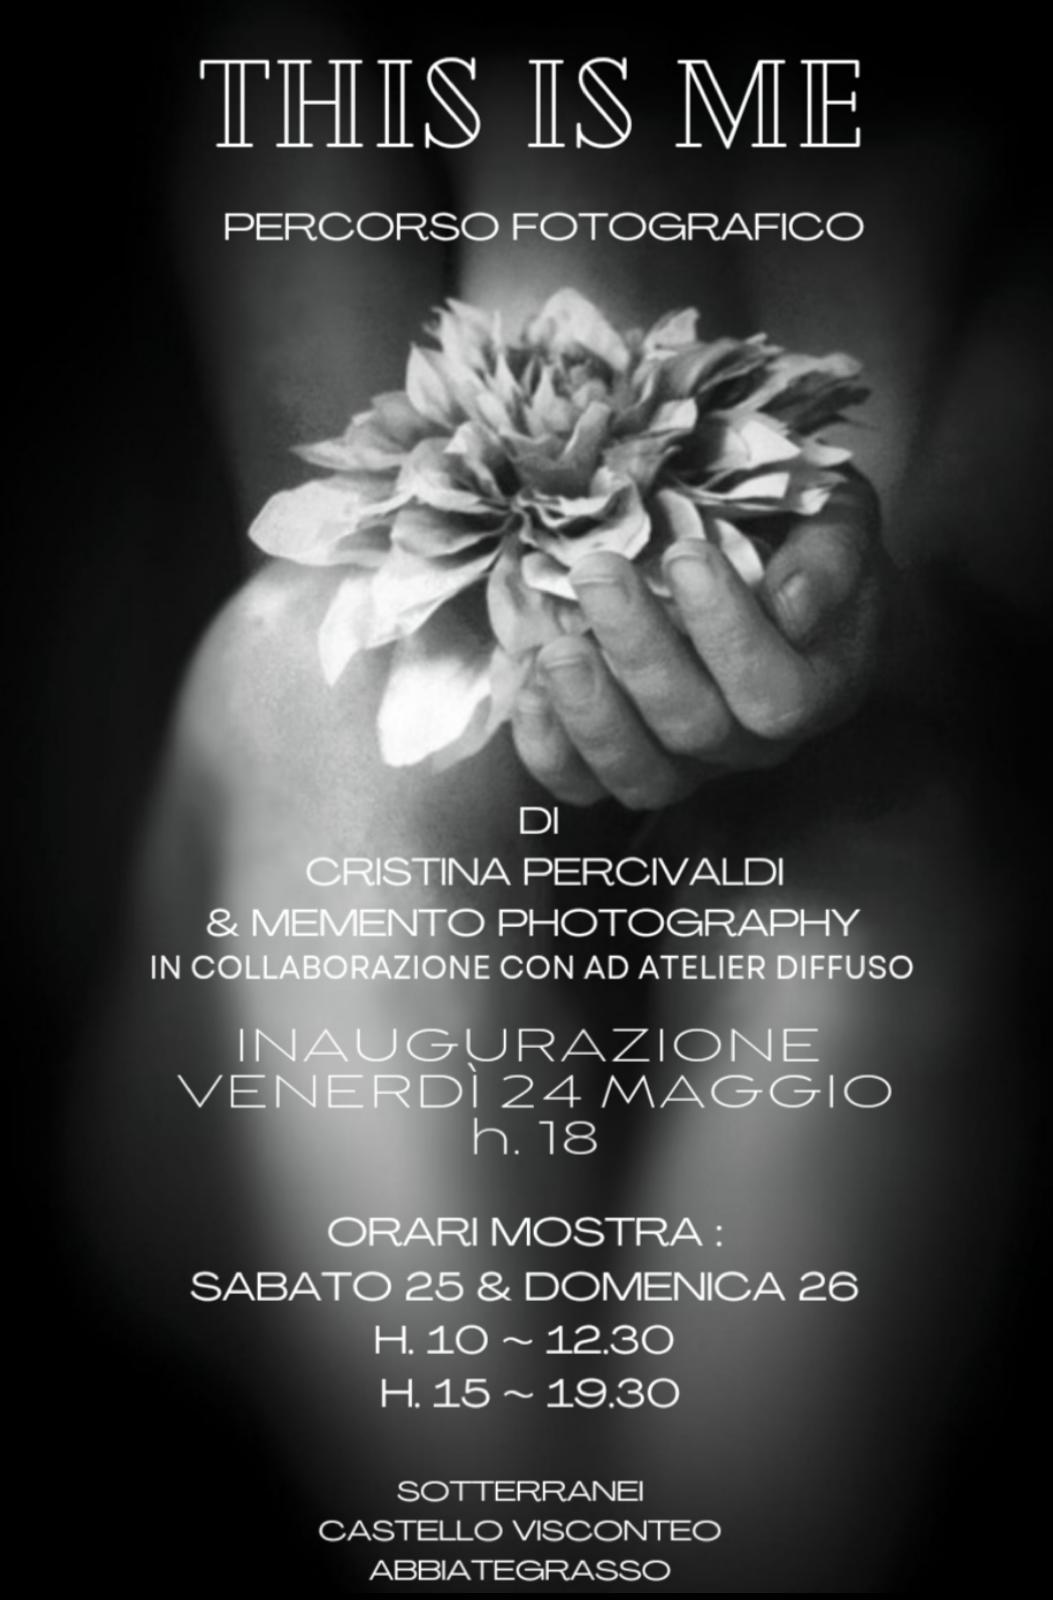 THIS IS ME
PERCORSO FOTOGRAFICO
DI
CRISTINA PERCIVALDI
& MEMENTO PHOTOGRAPHY
IN COLLABORAZIONE CON AD ATELIER DIFFUSO
INAUGURAZIONE
VENERDÌ 24 MAGGIO
h. 18
ORARI MOSTRA :
SABATO 25 & DOMENICA 26
H. 10 ~ 12.30
H. 15 ~ 19.30
SOTTERRANEI
CASTELLO VISCONTEO
ABBIATEGRASSO